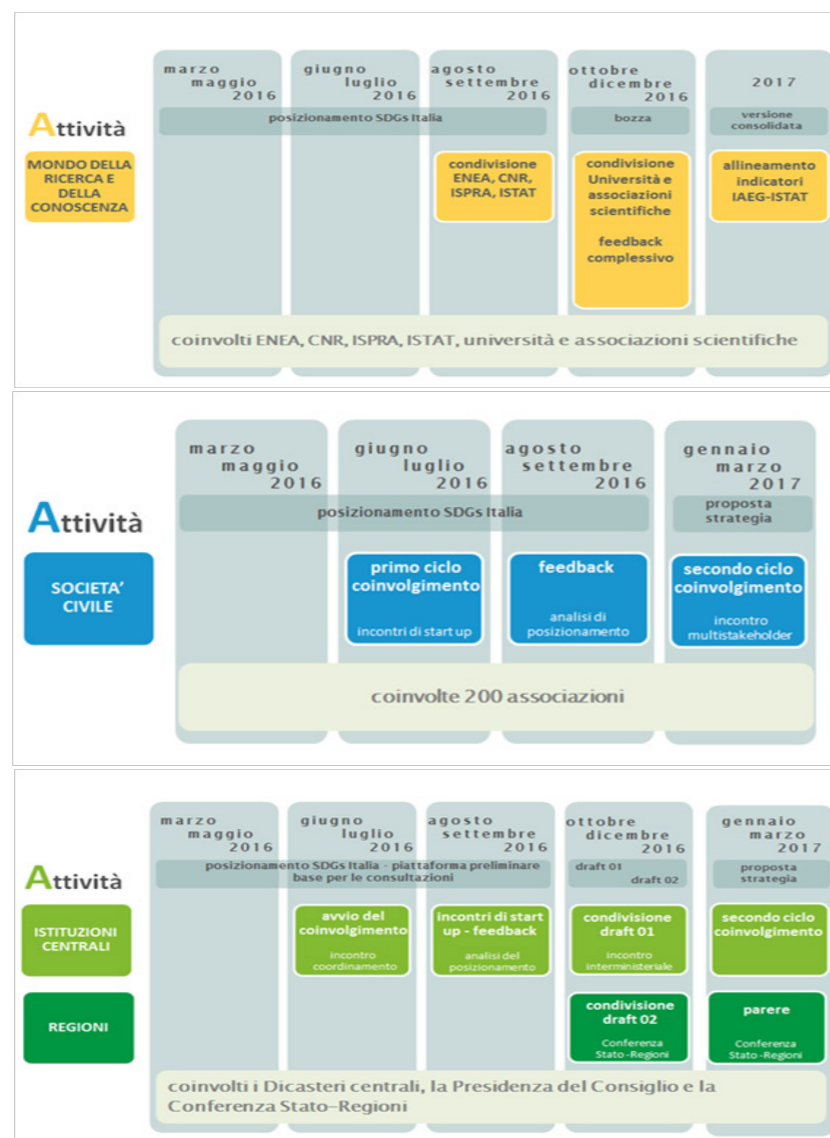 marzo
maggio
2016
giugno
luglio
2016
agosto
settembre
2016
ottobre
dicembre
2016
2017
Attività
posizionamento SDGs Italia
bozza
versione
consolidata
MONDO DELLA
RICERCA E
DELLA
CONOSCENZA
condivisione
ENEA, CNR,
ISPRA, ISTAT
condivisione
Università e
associazioni
scientifiche
feedback
complessivo
allineamento
indicatori
IAEG-ISTAT
coinvolti ENEA, CNR, ISPRA, ISTAT, università e associazioni scientifiche
marzo
maggio
2016
giugno
luglio
2016
agosto
settembre
2016
gennaio
marzo
2017
Attività
posizionamento SDGs Italia
proposta
strategia
SOCIETA'
CIVILE
primo ciclo
coinvolgimento
incontri di start up
feedback
analisi di
posizionamento
secondo ciclo
coinvolgimento
incontro
multistakeholder
coinvolte 200 associazioni
marzo
maggio
2016
giugno
luglio
2016
agosto
settembre
2016
ottobre
dicembre
2016
gennaio
marzo
2017
Attività
posizionamento SDGs Italia - piattaforma preliminare
base per le consultazioni
draft 01
draft 02
proposta
strategia
ISTITUZIONI
CENTRALI
avvio del
coinvolgimento
incontro
coordinamento
incontri di start
up - feedback
analisi del
posizionamento
condivisione
draft 01
incontro
interministeriale
secondo ciclo
coinvolgimento
REGIONI
condivisione
draft 02
Conferenza
Stato-Regioni
parere
Conferenza
Stato-Regioni
coinvolti i Dicasteri centrali, la Presidenza del Consiglio e la
Conferenza Stato-Regioni